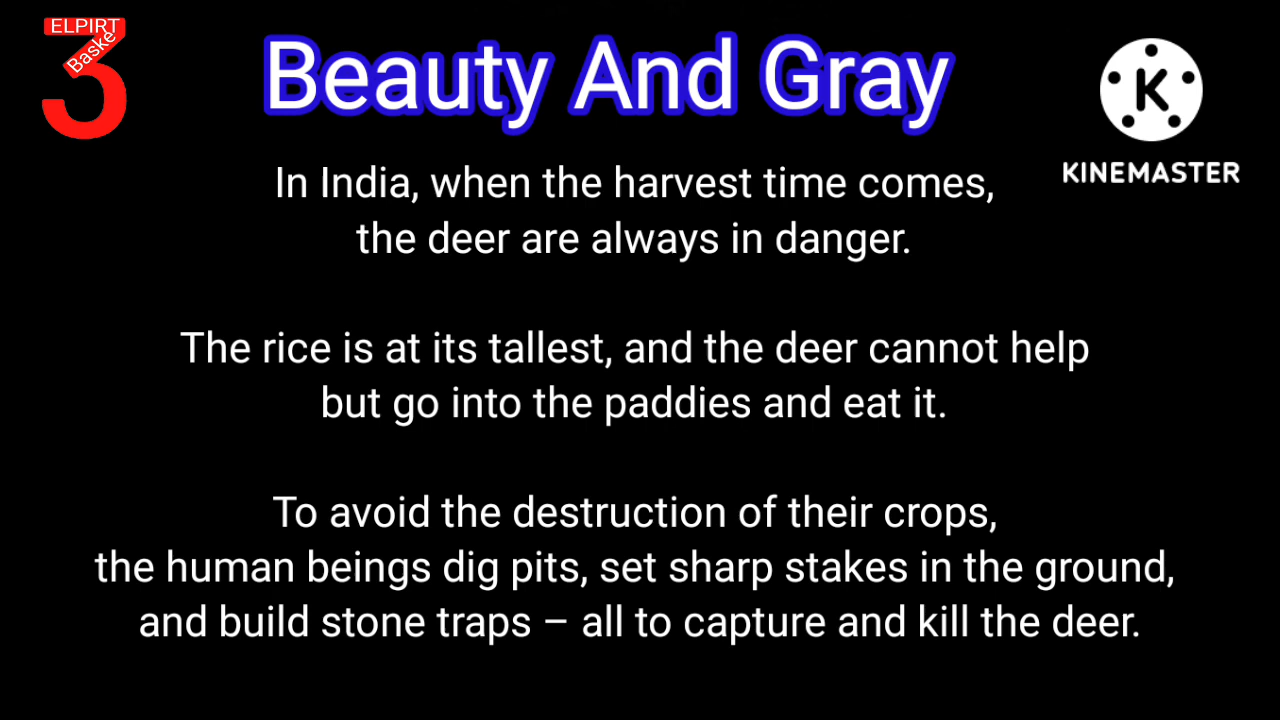 ELPIRT
Baske
3
Beauty And Gray
K
KINEMASTER
In India, when the harvest time comes,
the deer are always in danger.
The rice is at its tallest, and the deer cannot help
but go into the paddies and eat it.
To avoid the destruction of their crops,
the human beings dig pits, set sharp stakes in the ground,
and build stone traps – all to capture and kill the deer.